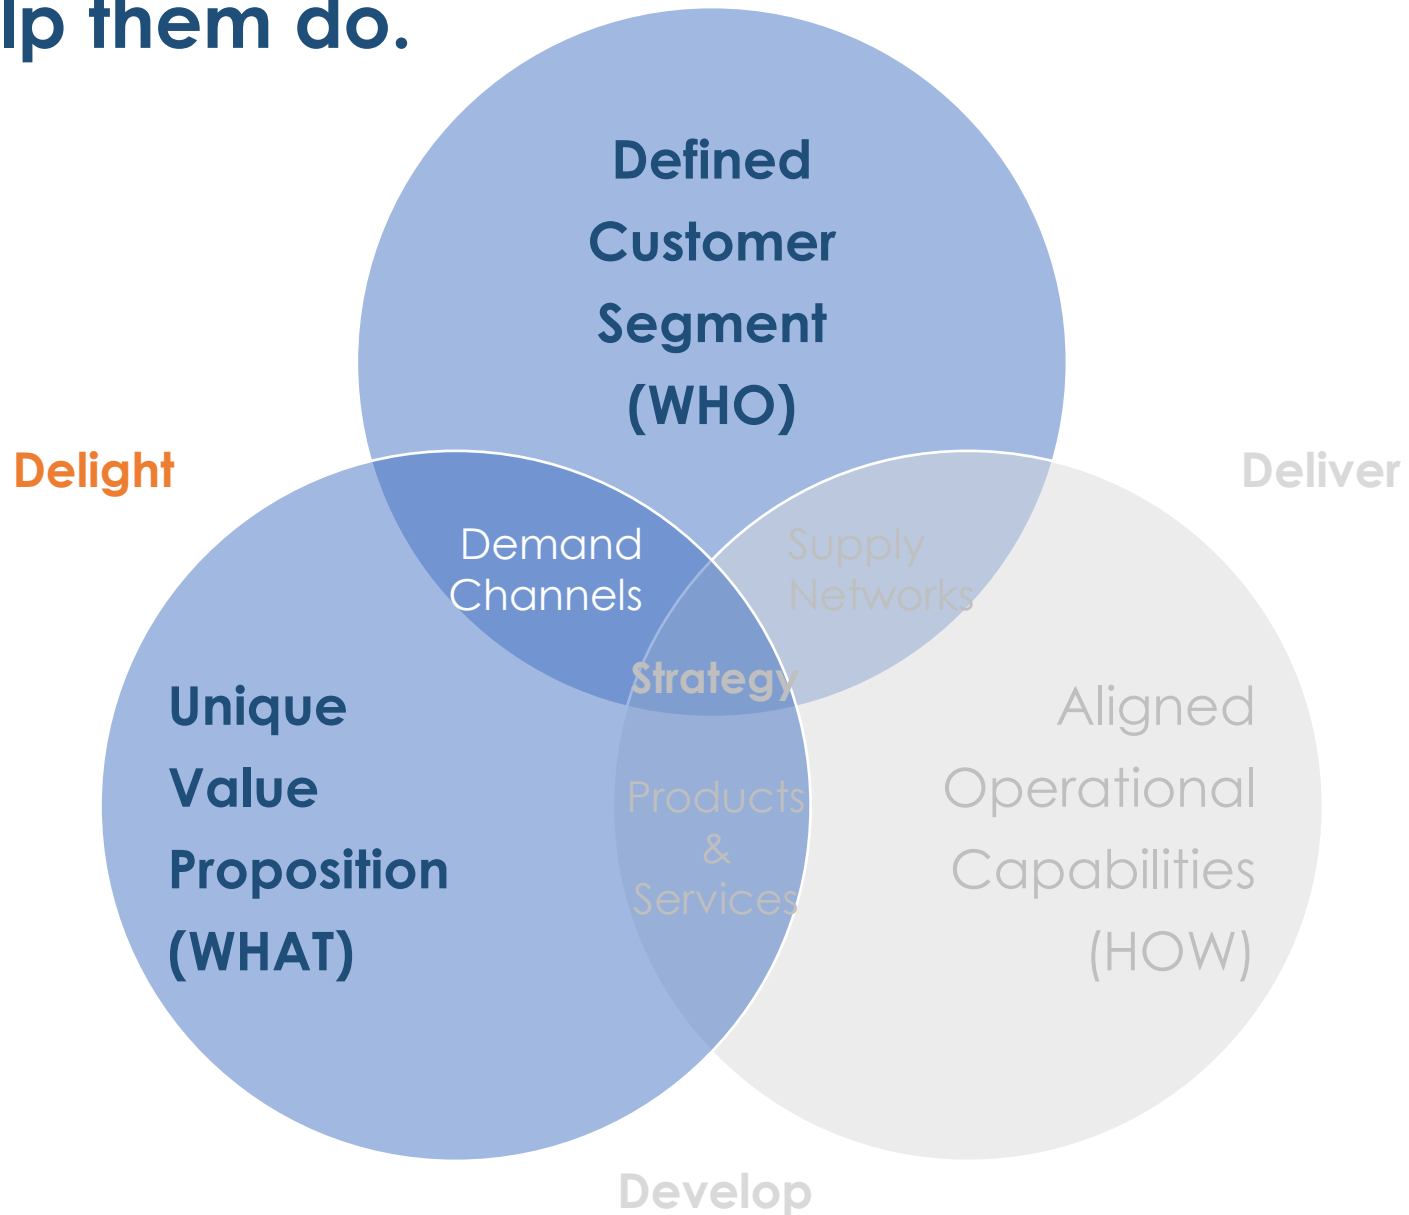 lp them do.
Defined
Customer
Segment
(WHO)
Delight
Deliver
Demand
Channels
Supply
Networks
Strategy
Unique
Value
Proposition
(WHAT)
Products
&
Services
Aligned
Operational
Capabilities
(HOW)
Develop